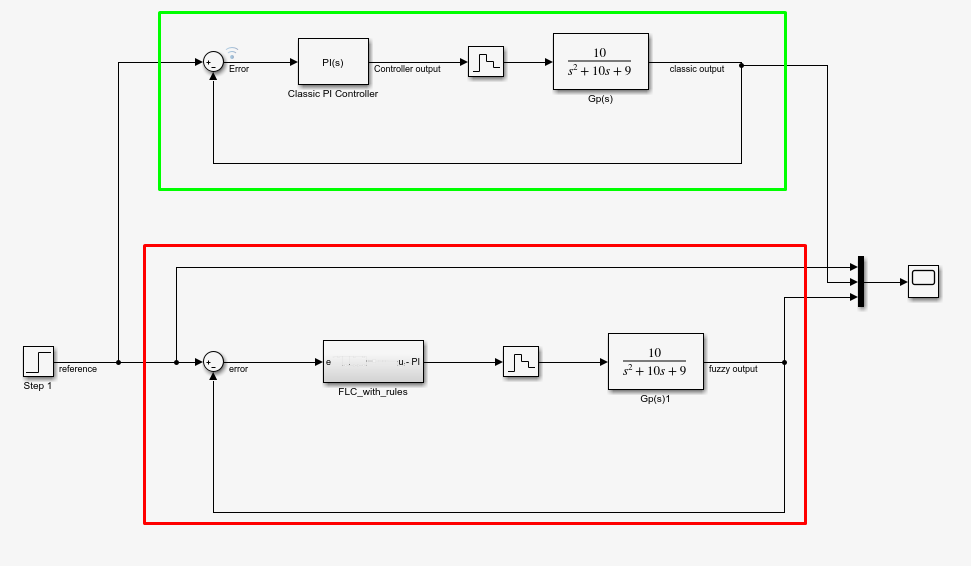 Error
PI(s)
Classic PI Controller
Controller output
10
s² + 10s + 9
Gp(s)
classic output
Step 1
reference
error
e
u.- PI
FLC_with_rules
10
s² + 10s + 9
Gp(s)1
fuzzy output